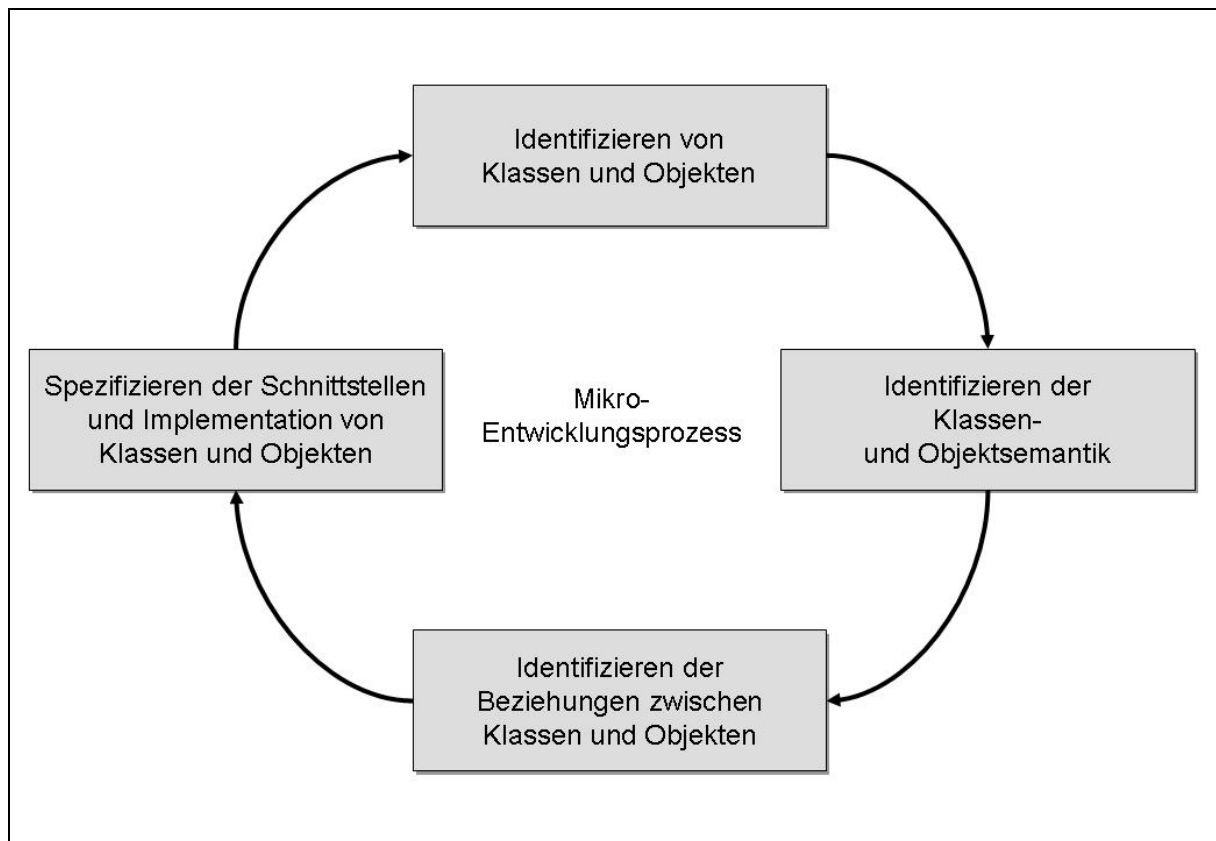 Identifizieren von
Klassen und Objekten
Spezifizieren der Schnittstellen
und Implementation von
Klassen und Objekten
Mikro-
Entwicklungsprozess
Identifizieren der
Klassen-
und Objektsemantik
Identifizieren der
Beziehungen zwischen
Klassen und Objekten